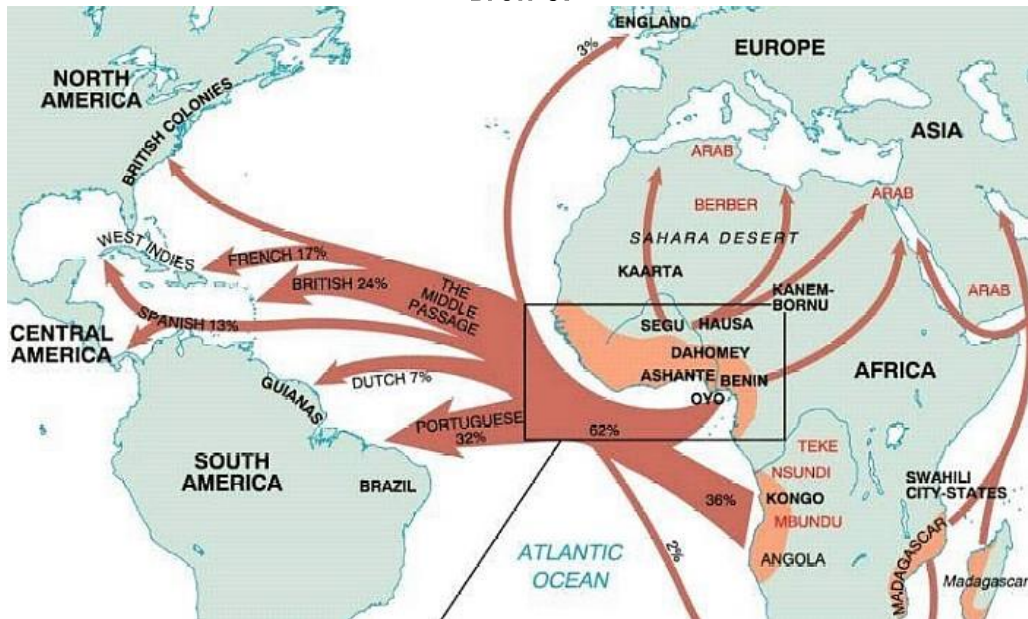 ENGLAND
EUROPE
3%
NORTH
AMERICA
BRITISH COLONIES
ASIA
ARAB
ARAB
BERBER
SAHARA DESERT
WEST INDIES
FRENCH 17%
KAARTA
BRITISH 24%
THE
MIDDLE
PASSAGE
KANEM-
BORNU
ARAB
SPANISH 13%
SEGU
HAUSA
CENTRAL
AMERICA
DAHOMEY
AFRICA
ASHANTE
BENIN
OYO
DUTCH 7%
GUIANAS
PORTUGUESE
32%
62%
TEKE
SOUTH
AMERICA
BRAZIL
NSUNDI
SWAHILI
CITY-STATES
36%
KONGO
MBUNDU
ATLANTIC
OCEAN
2%
ANGOLA
MADAGASCAR
Madagascar